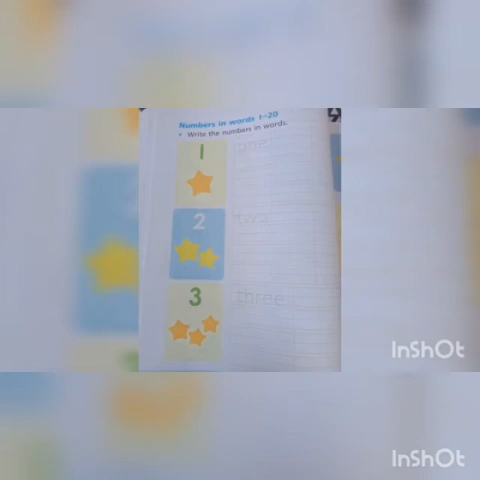 Numbers in words 1-20
• Write the numbers in words.
1
one
2
two
3
three
InShOt
InShOt